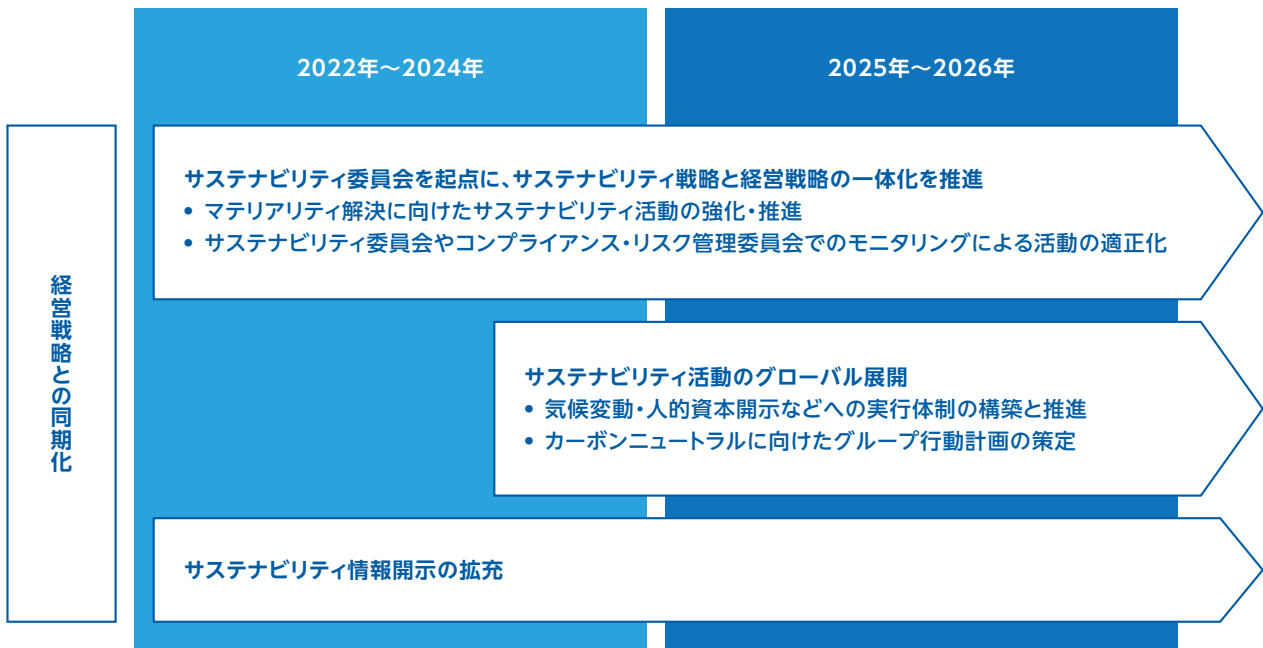 2022年〜2024年
2025年〜2026年
経営戦略との同期化
サステナビリティ委員会を起点に、サステナビリティ戦略と経営戦略の一体化を推進
• マテリアリティ解決に向けたサステナビリティ活動の強化・推進
• サステナビリティ委員会やコンプライアンス・リスク管理委員会でのモニタリングによる活動の適正化
サステナビリティ活動のグローバル展開
• 気候変動・人的資本開示などへの実行体制の構築と推進
• カーボンニュートラルに向けたグループ行動計画の策定
サステナビリティ情報開示の拡充